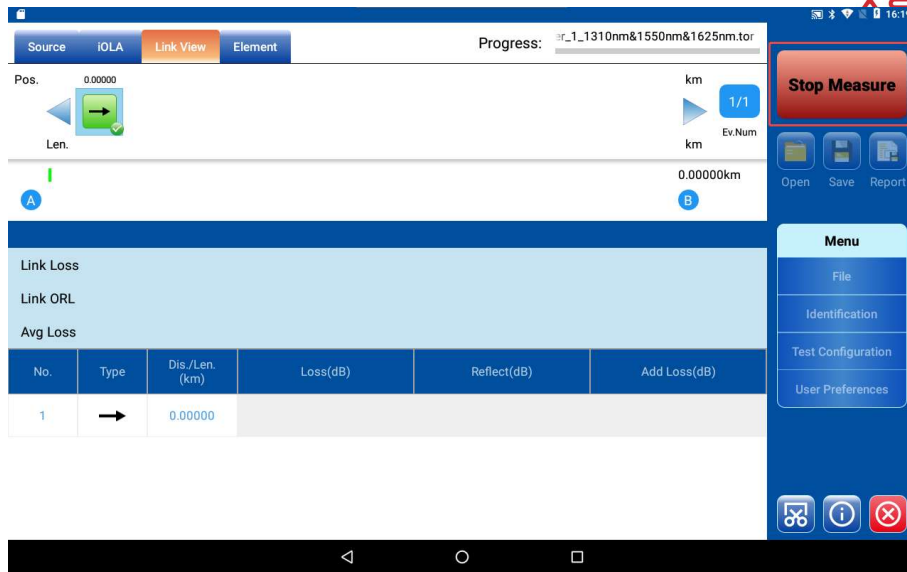 16:19
Source iOLA Link View Element Progress: er_1_1310nm&1550nm&1625nm.tor
Stop Measure
Pos. 0.00000 km
1/1
Ev.Num
Len. km
Open Save Report
0.00000km
A B
Menu
Link Loss
File
Link ORL
Identification
Avg Loss
Test Configuration
No. Type Dis./Len. (km) Loss(dB) Reflect(dB) Add Loss(dB)
User Preferences
1 0.00000